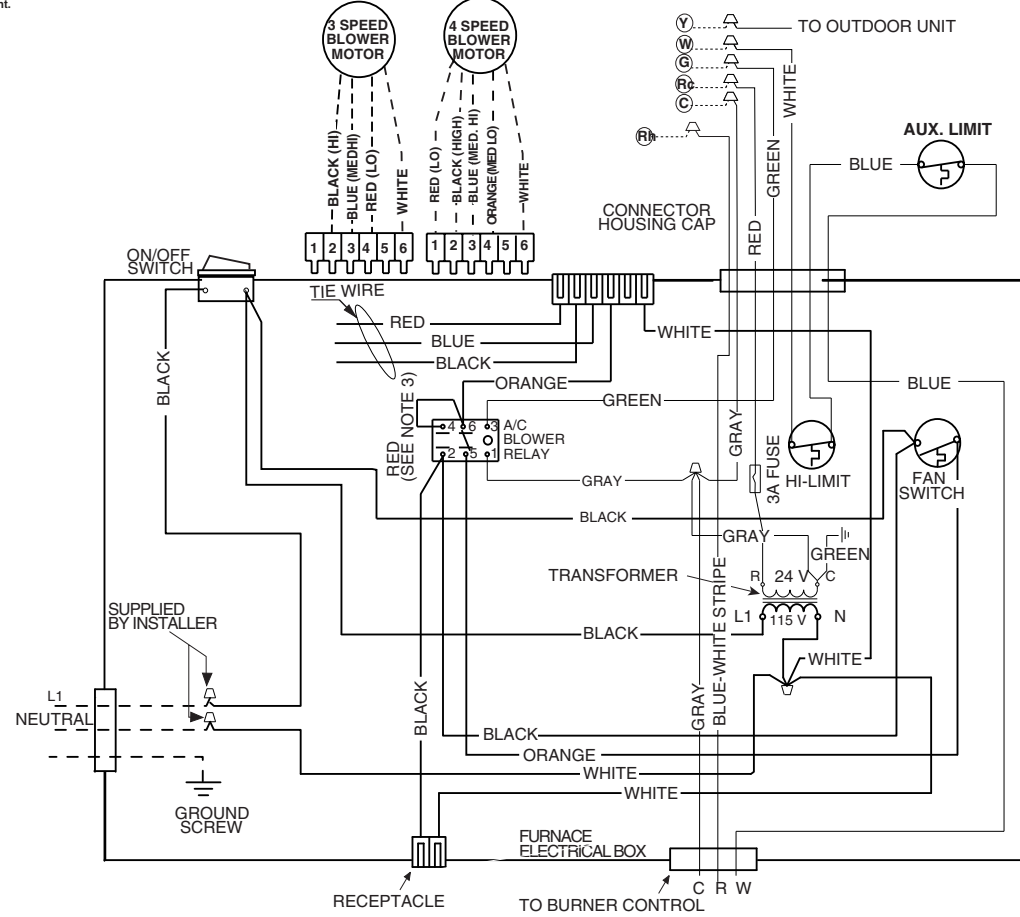 nt.
3 SPEED
BLOWER
MOTOR
4 SPEED
BLOWER
MOTOR
Y
W
G
Rc
C
Rh
TO OUTDOOR UNIT
WHITE
GREEN
RED
AUX. LIMIT
BLUE
BLACK (HI)
BLUE (MEDHI)
RED (LO)
WHITE
RED (LO)
BLACK (HIGH)
BLUE (MED. HI)
ORANGE(MED LO)
WHITE
1 2 3 4 5 6
1 2 3 4 5 6
CONNECTOR
HOUSING CAP
ON/OFF
SWITCH
TIE WIRE
RED
BLUE
BLACK
WHITE
BLACK
ORANGE
BLUE
GREEN
RED
(SEE NOTE 3)
4 6 3
2 5 1
A/C
BLOWER
RELAY
GRAY
GRAY
3A FUSE
HI-LIMIT
FAN
SWITCH
BLACK
GRAY
GREEN
TRANSFORMER
R 24 V C
L1 115 V N
BLUE-WHITE STRIPE
SUPPLIED
BY INSTALLER
BLACK
WHITE
L1
NEUTRAL
BLACK
GRAY
BLACK
ORANGE
WHITE
WHITE
GROUND
SCREW
FURNACE
ELECTRICAL BOX
RECEPTACLE
C R W
TO BURNER CONTROL